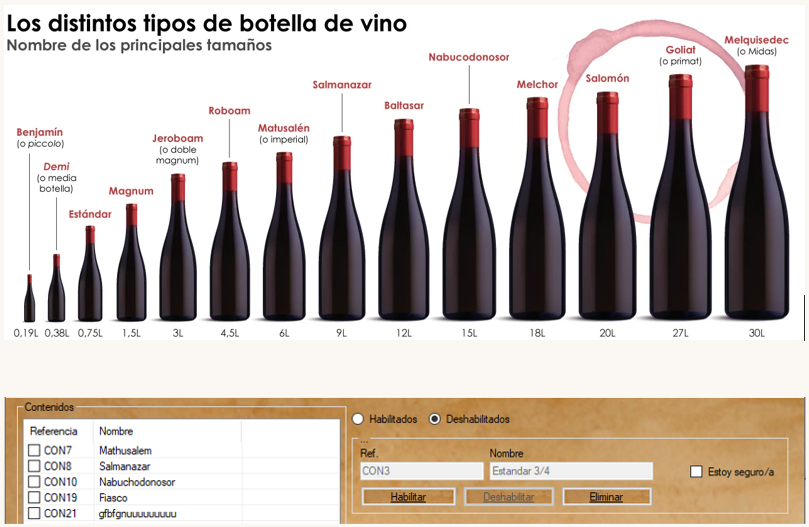 Los distintos tipos de botella de vino
Nombre de los principales tamaños
Benjamín
(o piccolo)
Demi
(o media
botella)
Estándar
Magnum
Jeroboam
(o doble
magnum)
Roboam
Matusalén
(o imperial)
Salmanazar
Baltasar
Nabucodonosor
Melchor
Salomón
Goliat
(o primat)
Melquisedec
(o Midas)
0,19L 0,38L 0,75L 1,5L 3L 4,5L 6L 9L 12L 15L 18L 20L 27L 30L
Contenidos
Referencia Nombre
CON7 Mathusalem
CON8 Salmanazar
CON10 Nabuchodonosor
CON19 Fiasco
CON21 gfbfgnuuuuuuuuu
Habilitados Deshabilitados
...
Ref. Nombre
CON3 Estandar 3/4
Estoy seguro/a
Habilitar Deshabilitar Eliminar